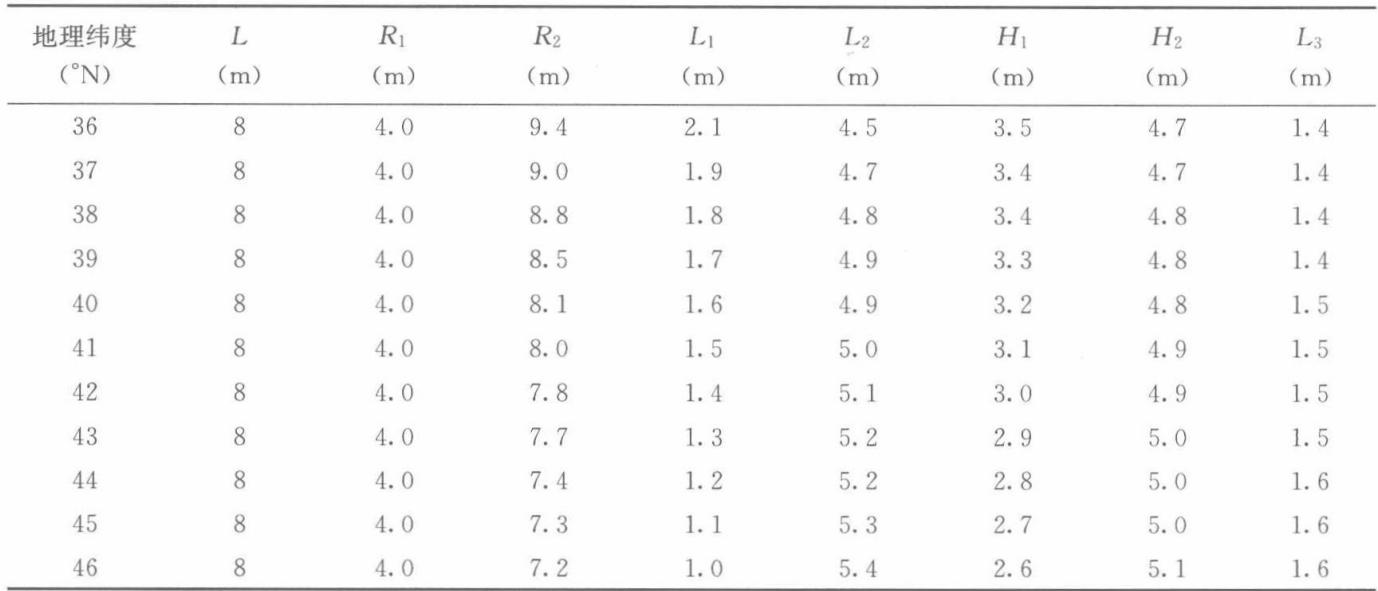 地理纬度 L R₁ R₂ L₁ L₂ H₁ H₂ L₃
(°N) (m) (m) (m) (m) (m) (m) (m) (m)
36 8 4.0 9.4 2.1 4.5 3.5 4.7 1.4
37 8 4.0 9.0 1.9 4.7 3.4 4.7 1.4
38 8 4.0 8.8 1.8 4.8 3.4 4.8 1.4
39 8 4.0 8.5 1.7 4.9 3.3 4.8 1.4
40 8 4.0 8.1 1.6 4.9 3.2 4.8 1.5
41 8 4.0 8.0 1.5 5.0 3.1 4.9 1.5
42 8 4.0 7.8 1.4 5.1 3.0 4.9 1.5
43 8 4.0 7.7 1.3 5.2 2.9 5.0 1.5
44 8 4.0 7.4 1.2 5.2 2.8 5.0 1.6
45 8 4.0 7.3 1.1 5.3 2.7 5.0 1.6
46 8 4.0 7.2 1.0 5.4 2.6 5.1 1.6